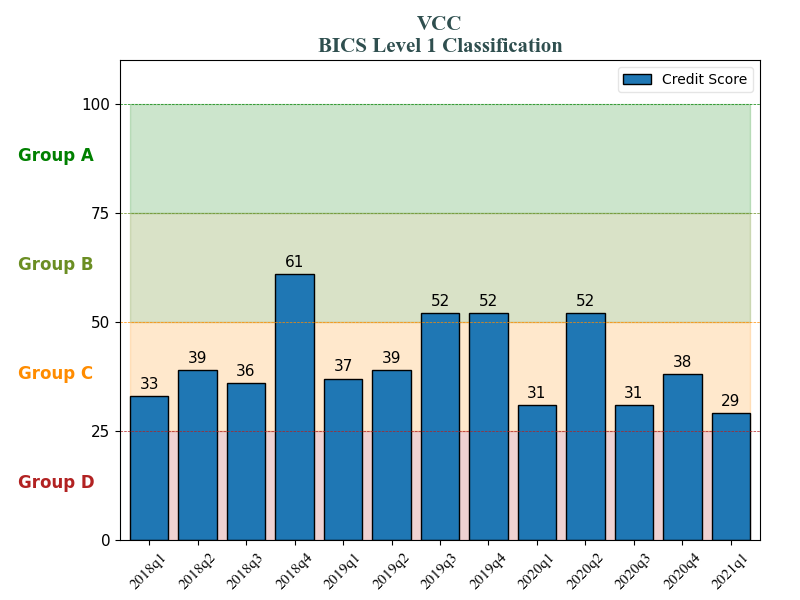 VCC
BICS Level 1 Classification
Credit Score
100
Group A
75
Group B
61
52
52
52
50
39
36
37
39
38
Group C
33
31
31
29
25
Group D
0
2018q1
2018q2
2018q3
2018q4
2019q1
2019q2
2019q3
2019q4
2020q1
2020q2
2020q3
2020q4
2021q1